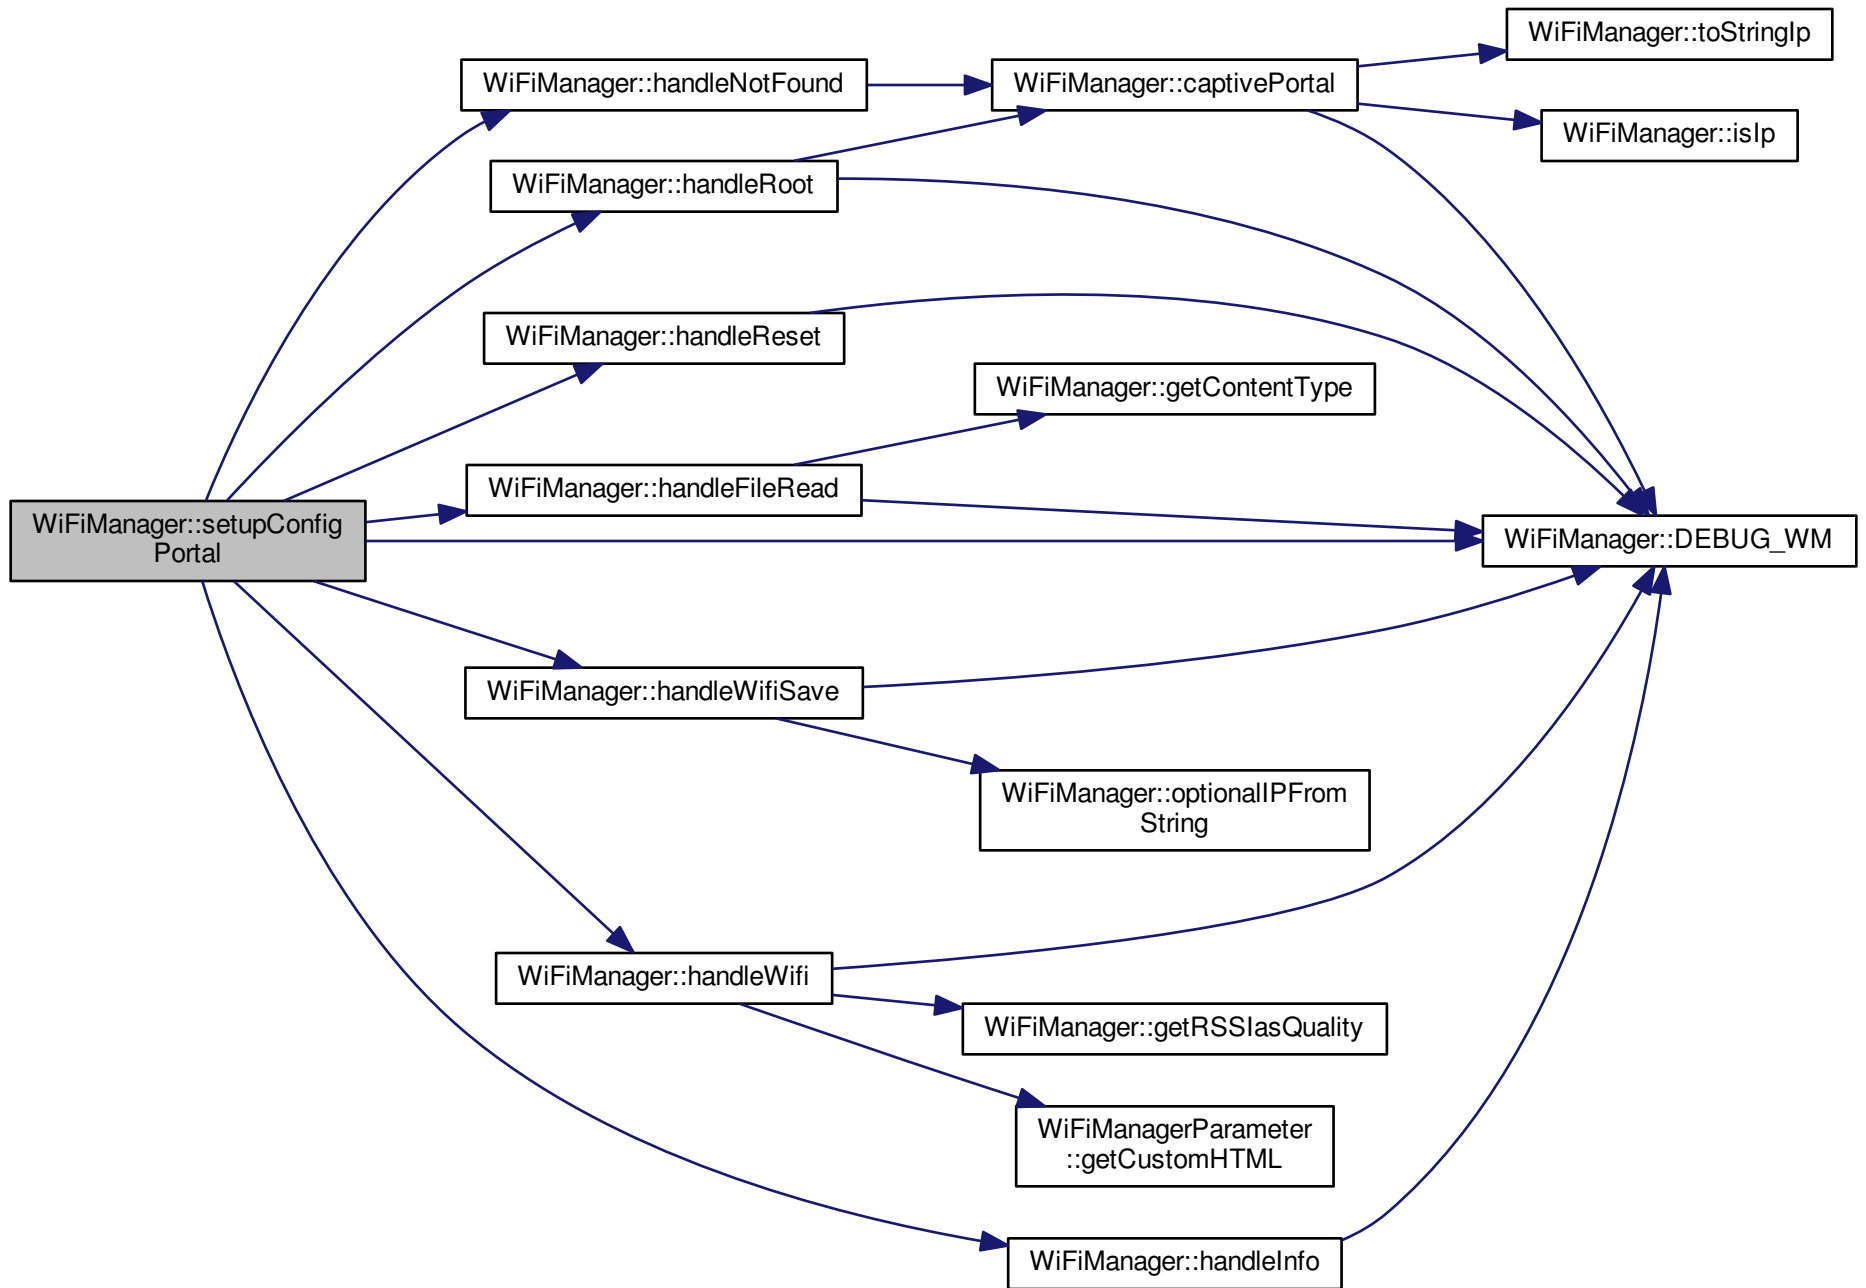 WiFiManager::toStringIp
WiFiManager::handleNotFound
WiFiManager::captivePortal
WiFiManager::isIp
WiFiManager::handleRoot
WiFiManager::handleReset
WiFiManager::getContentType
WiFiManager::handleFileRead
WiFiManager::setupConfig
Portal
WiFiManager::DEBUG_WM
WiFiManager::handleWifiSave
WiFiManager::optionalIPFrom
String
WiFiManager::handleWifi
WiFiManager::getRSSIasQuality
WiFiManagerParameter
::getCustomHTML
WiFiManager::handleInfo